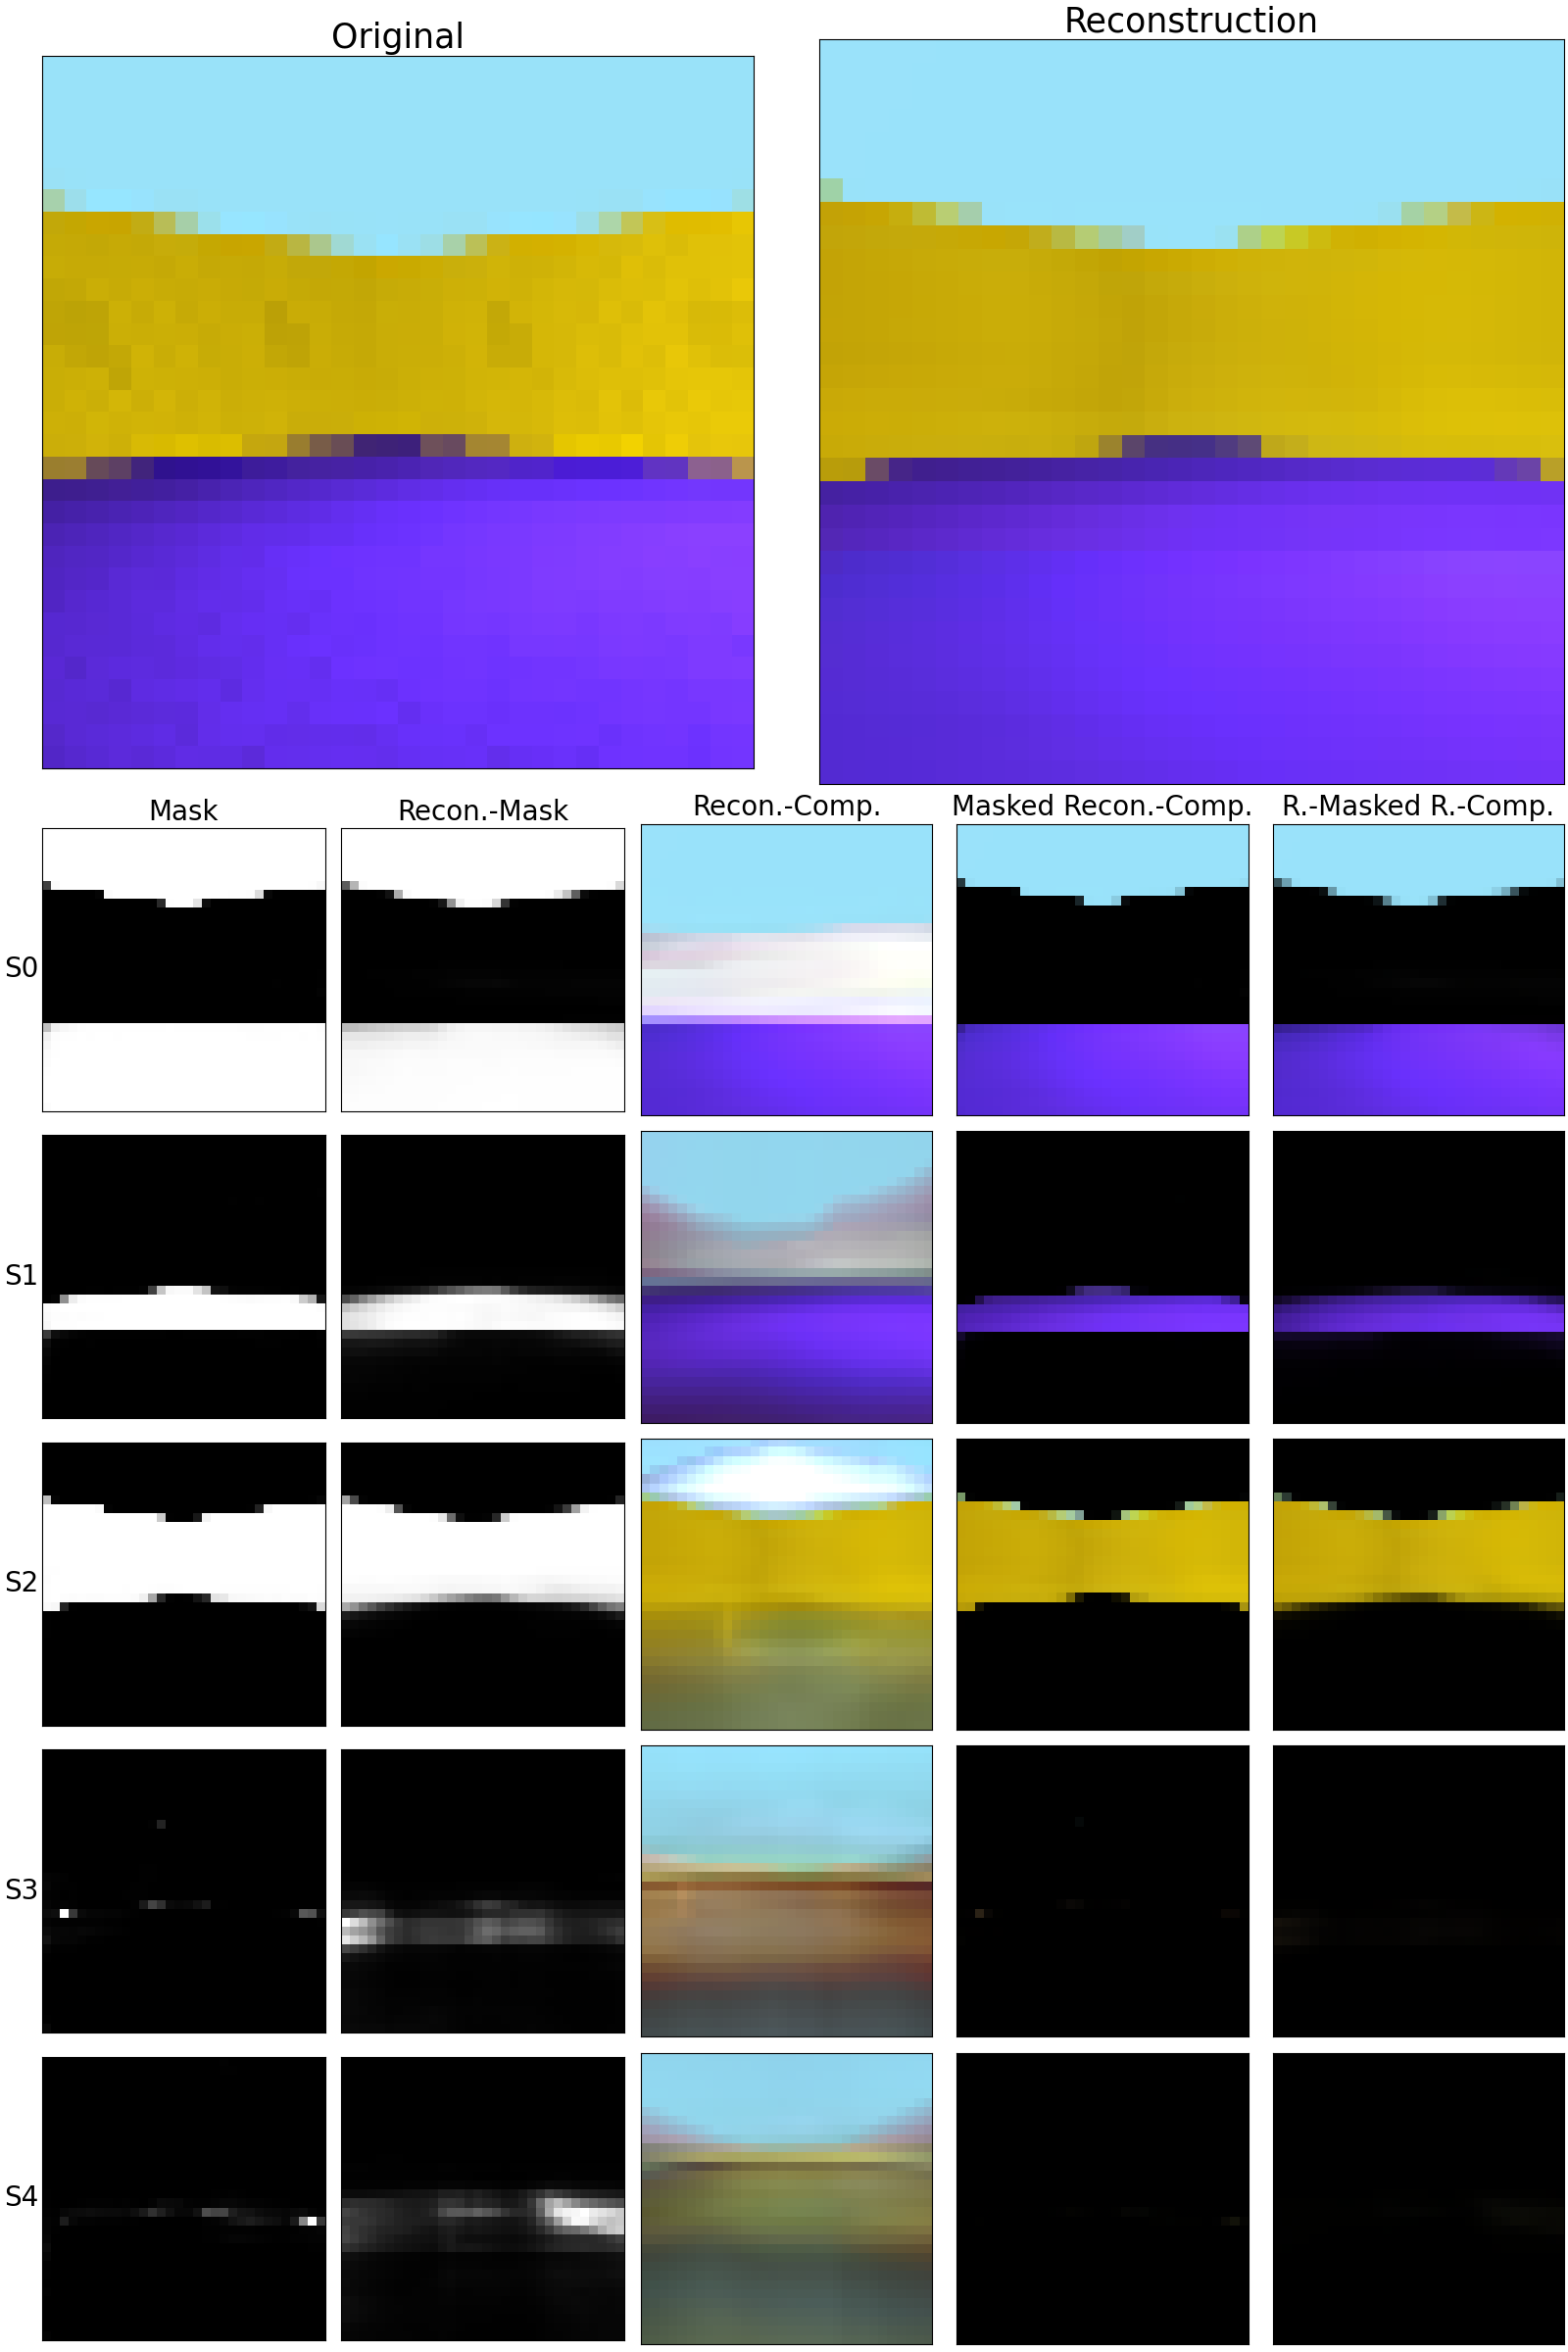 Original
Reconstruction
Mask
Recon.-Mask
Recon.-Comp.
Masked Recon.-Comp.
R.-Masked R.-Comp.
S0
S1
S2
S3
S4